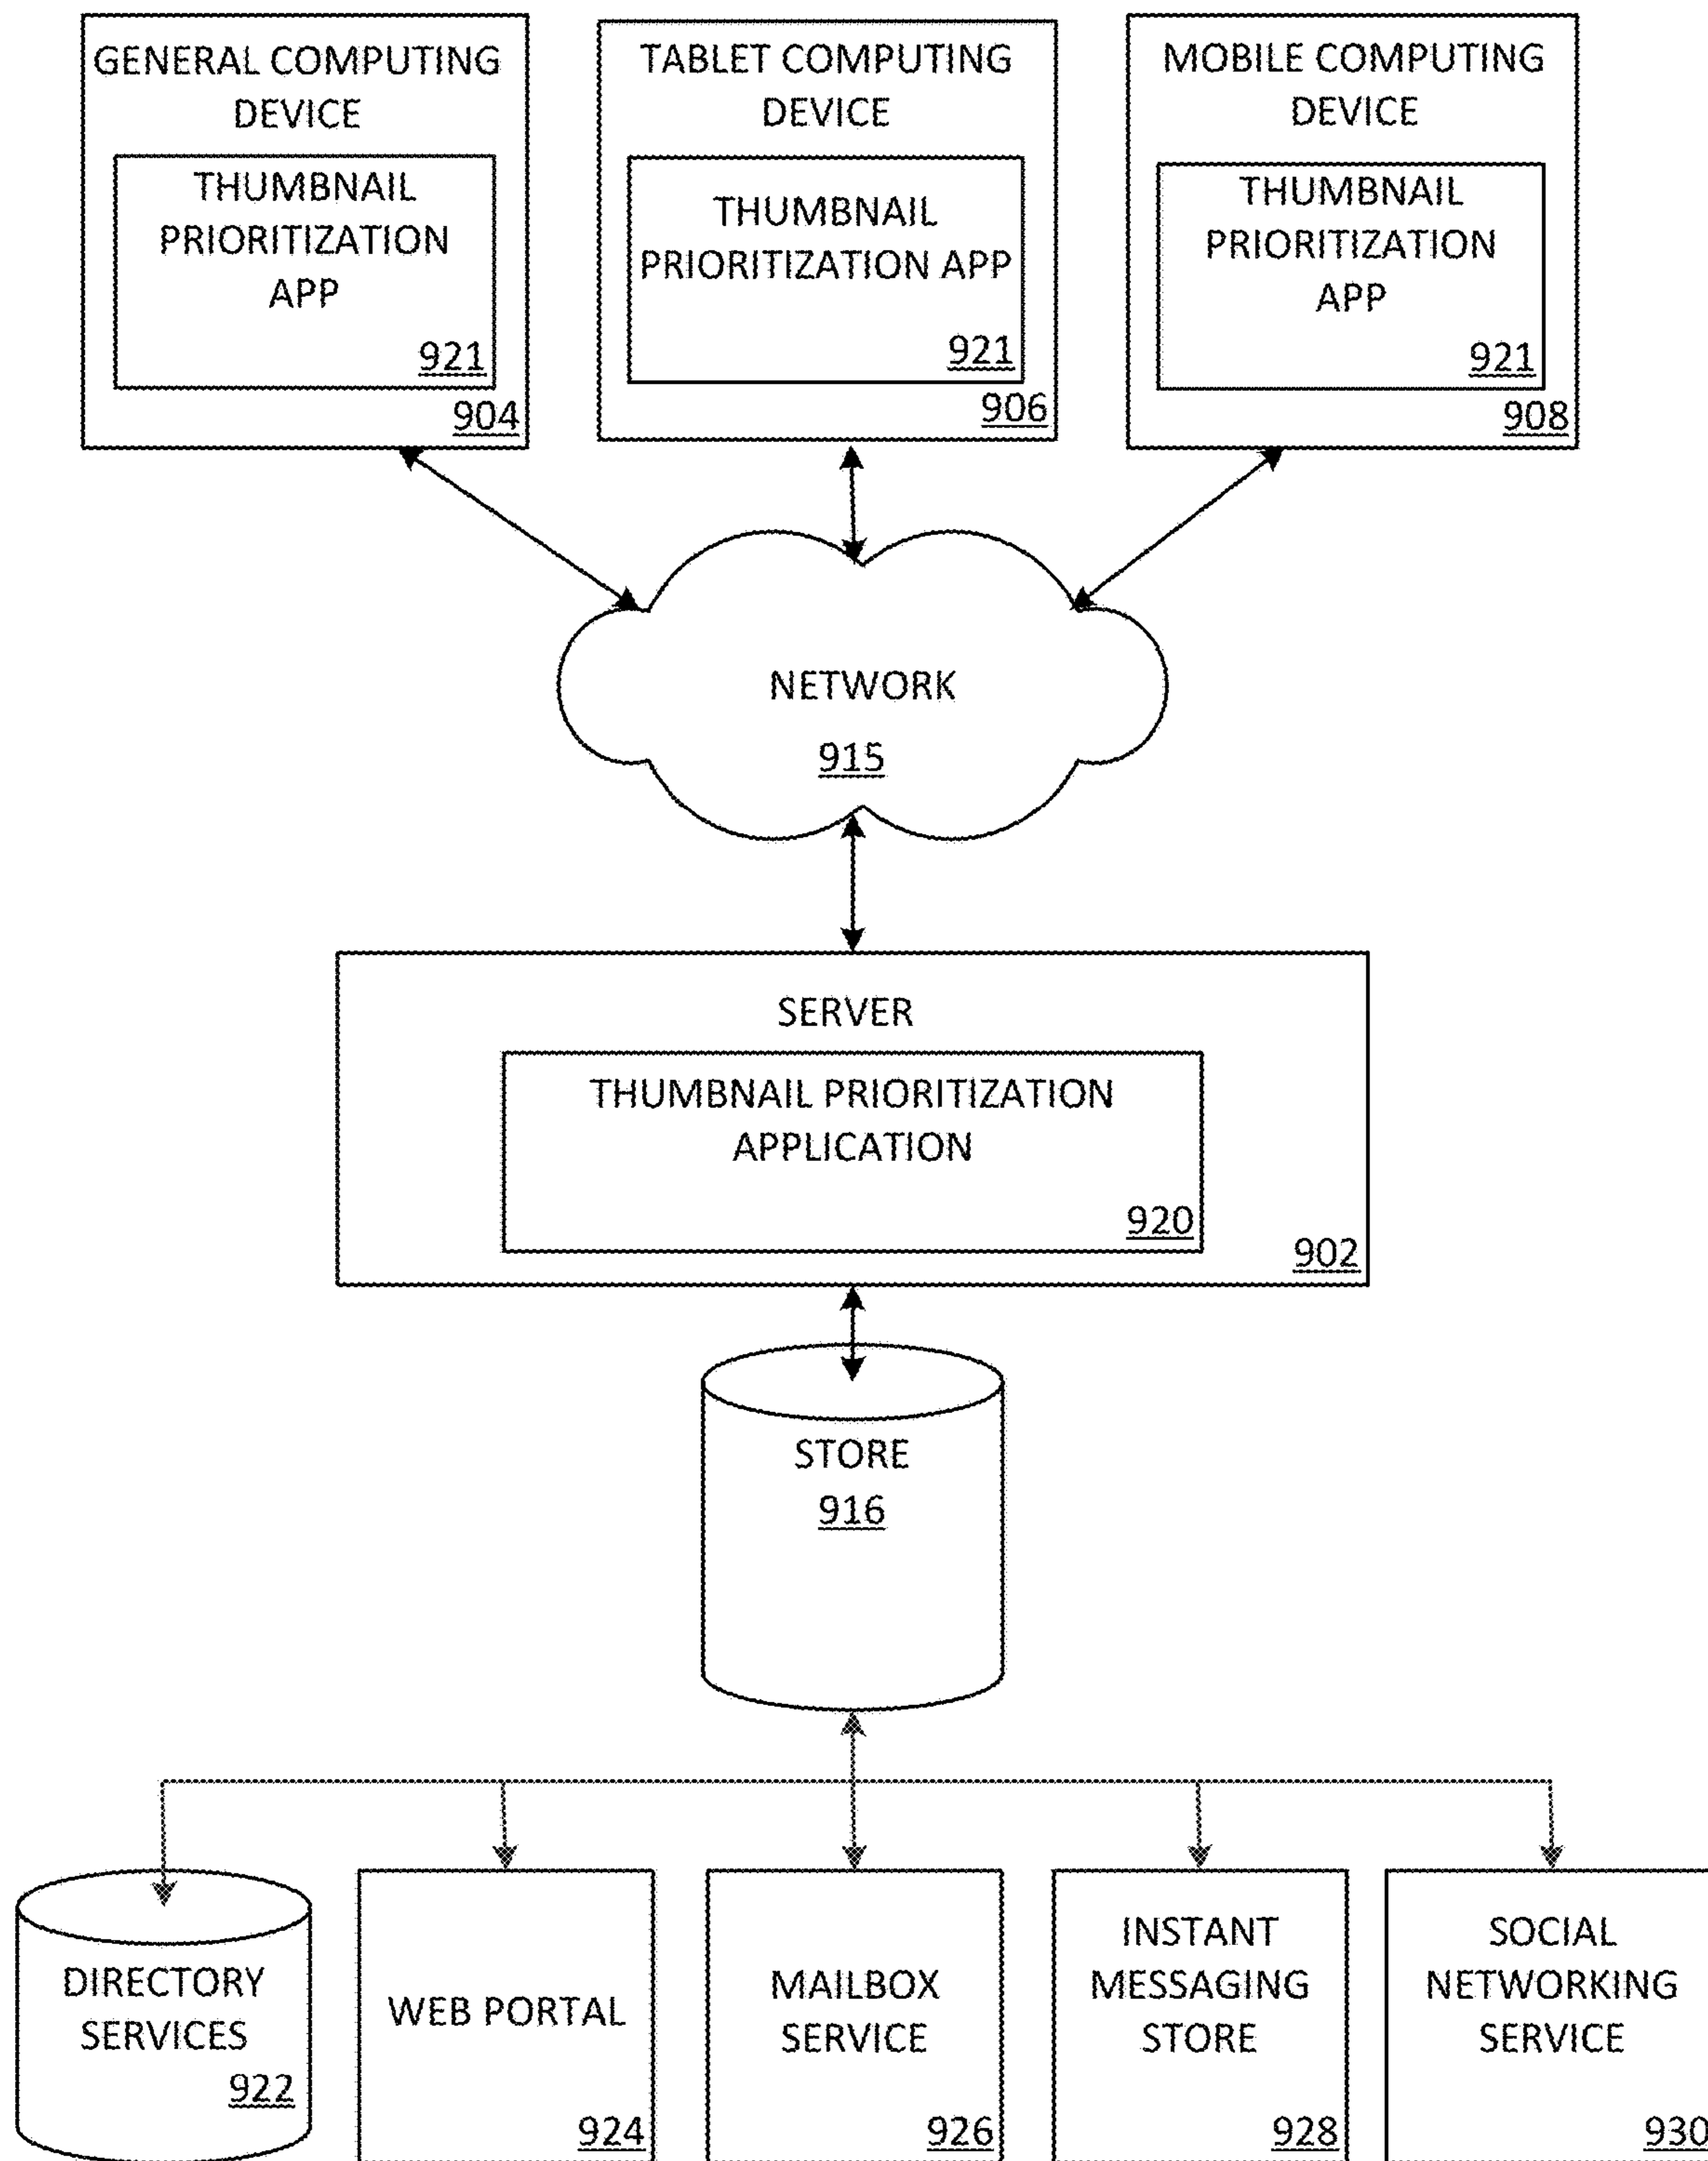 GENERAL COMPUTING
DEVICE
THUMBNAIL
PRIORITIZATION
APP
921
904
TABLET COMPUTING
DEVICE
THUMBNAIL
PRIORITIZATION APP
921
906
MOBILE COMPUTING
DEVICE
THUMBNAIL
PRIORITIZATION
APP
921
908
NETWORK
915
SERVER
THUMBNAIL PRIORITIZATION
APPLICATION
920
902
STORE
916
DIRECTORY
SERVICES
922
WEB PORTAL
924
MAILBOX
SERVICE
926
INSTANT
MESSAGING
STORE
928
SOCIAL
NETWORKING
SERVICE
930